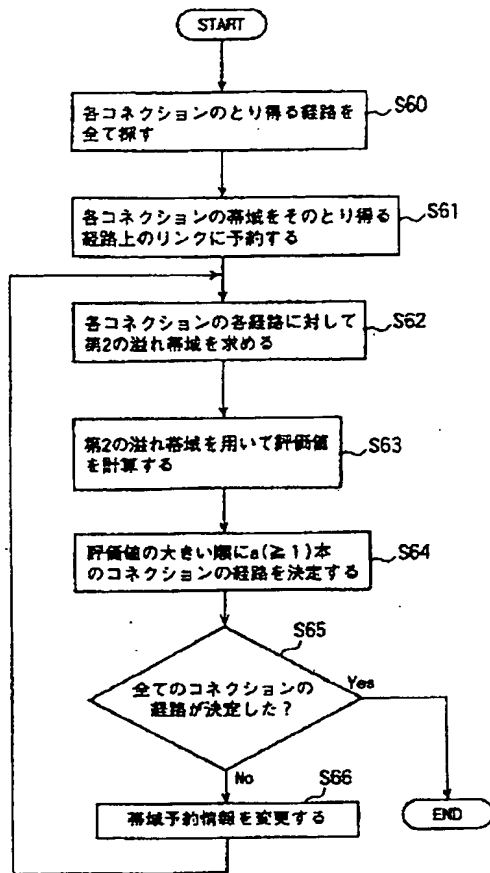 START
各コネクションのとり得る経路を
全て探す
S60
各コネクションの帯域をそのとり得る
経路上のリンクに予約する
S61
各コネクションの各経路に対して
第2の溢れ帯域を求める
S62
第2の溢れ帯域を用いて評価値
を計算する
S63
評価値の大きい順にa(≧1)本
のコネクションの経路を決定する
S64
S65
全てのコネクションの
経路が決定した?
Yes
No
S66
帯域予約情報を変更する
END